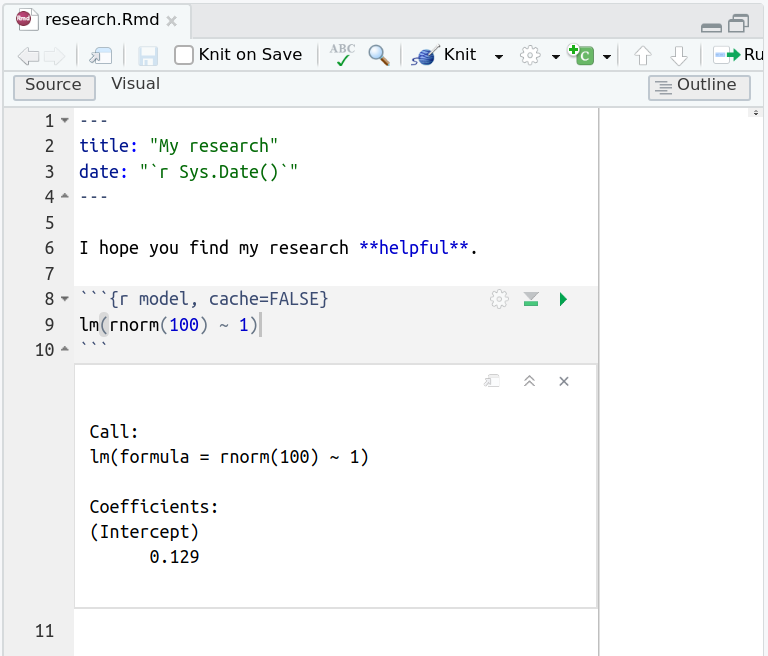 research.Rmd
Knit on Save ABC Knit Ru
Source Visual Outline
1 ---
2 title: "My research"
3 date: "`r Sys.Date()`"
4 ---
5
6 I hope you find my research **helpful**.
7
8 ```{r model, cache=FALSE}
9 lm(rnorm(100) ~ 1)
10 ```
Call:
lm(formula = rnorm(100) ~ 1)
Coefficients:
(Intercept)
0.129
11